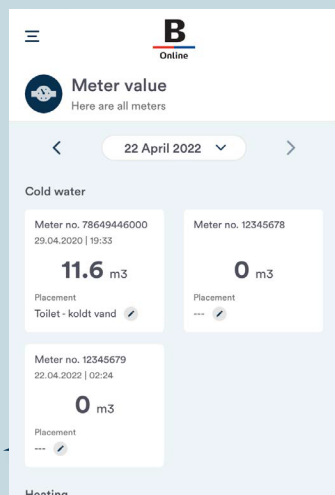 B
Online
Meter value
Here are all meters
22 April 2022
Cold water
Meter no. 78649446000
29.04.2020 | 19:33
11.6 m3
Placement
Toilet - koldt vand
Meter no. 12345678
0 m3
Placement
---
Meter no. 12345679
22.04.2022 | 02:24
0 m3
Placement
---
Heating